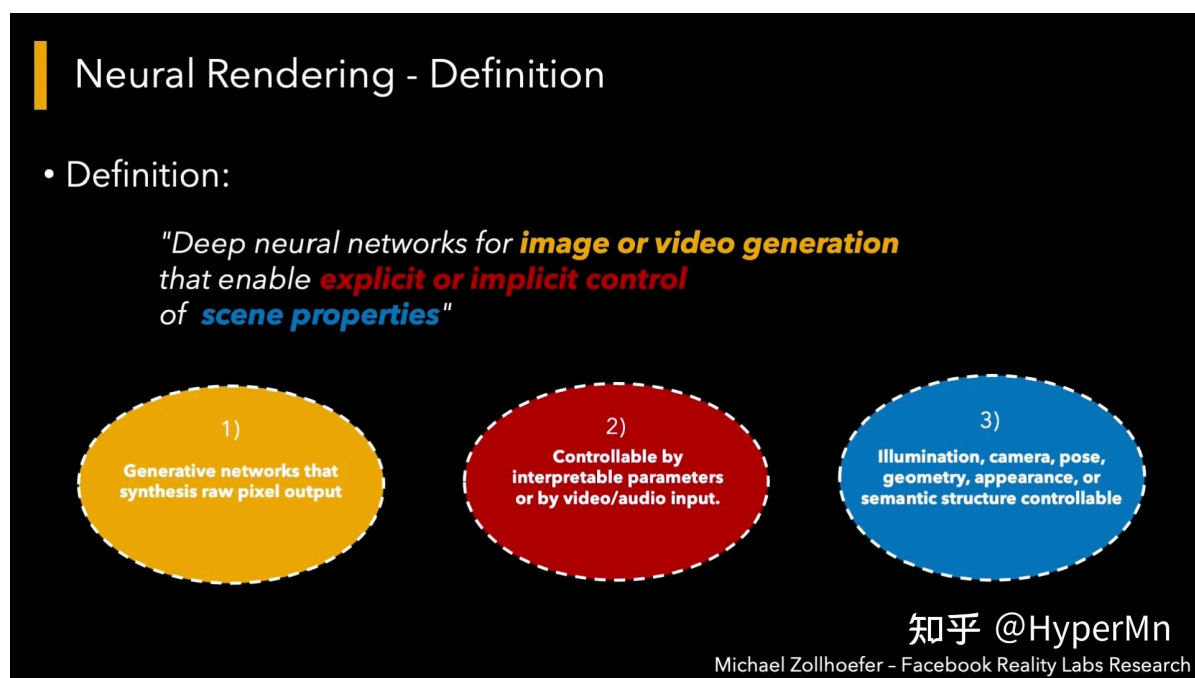 Neural Rendering - Definition
• Definition:
"Deep neural networks for image or video generation
that enable explicit or implicit control
of scene properties"
1)
Generative networks that
synthesis raw pixel output
2)
Controllable by
interpretable parameters
or by video/audio input.
3)
Illumination, camera, pose,
geometry, appearance, or
semantic structure controllable
知乎 @HyperMn
Michael Zollhoefer – Facebook Reality Labs Research